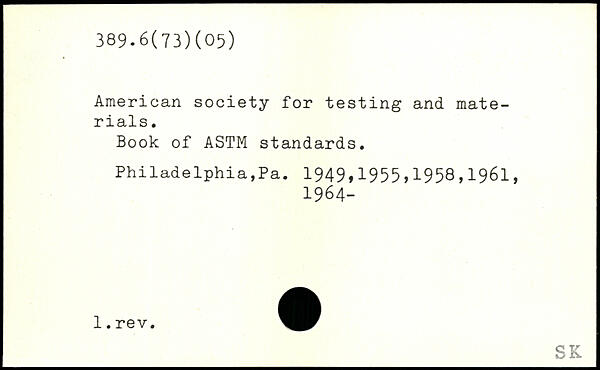 389.6(73)(05)
American society for testing and mate-
rials.
Book of ASTM standards.
Philadelphia,Pa. 1949,1955,1958,1961,
1964-
1.rev.
SK